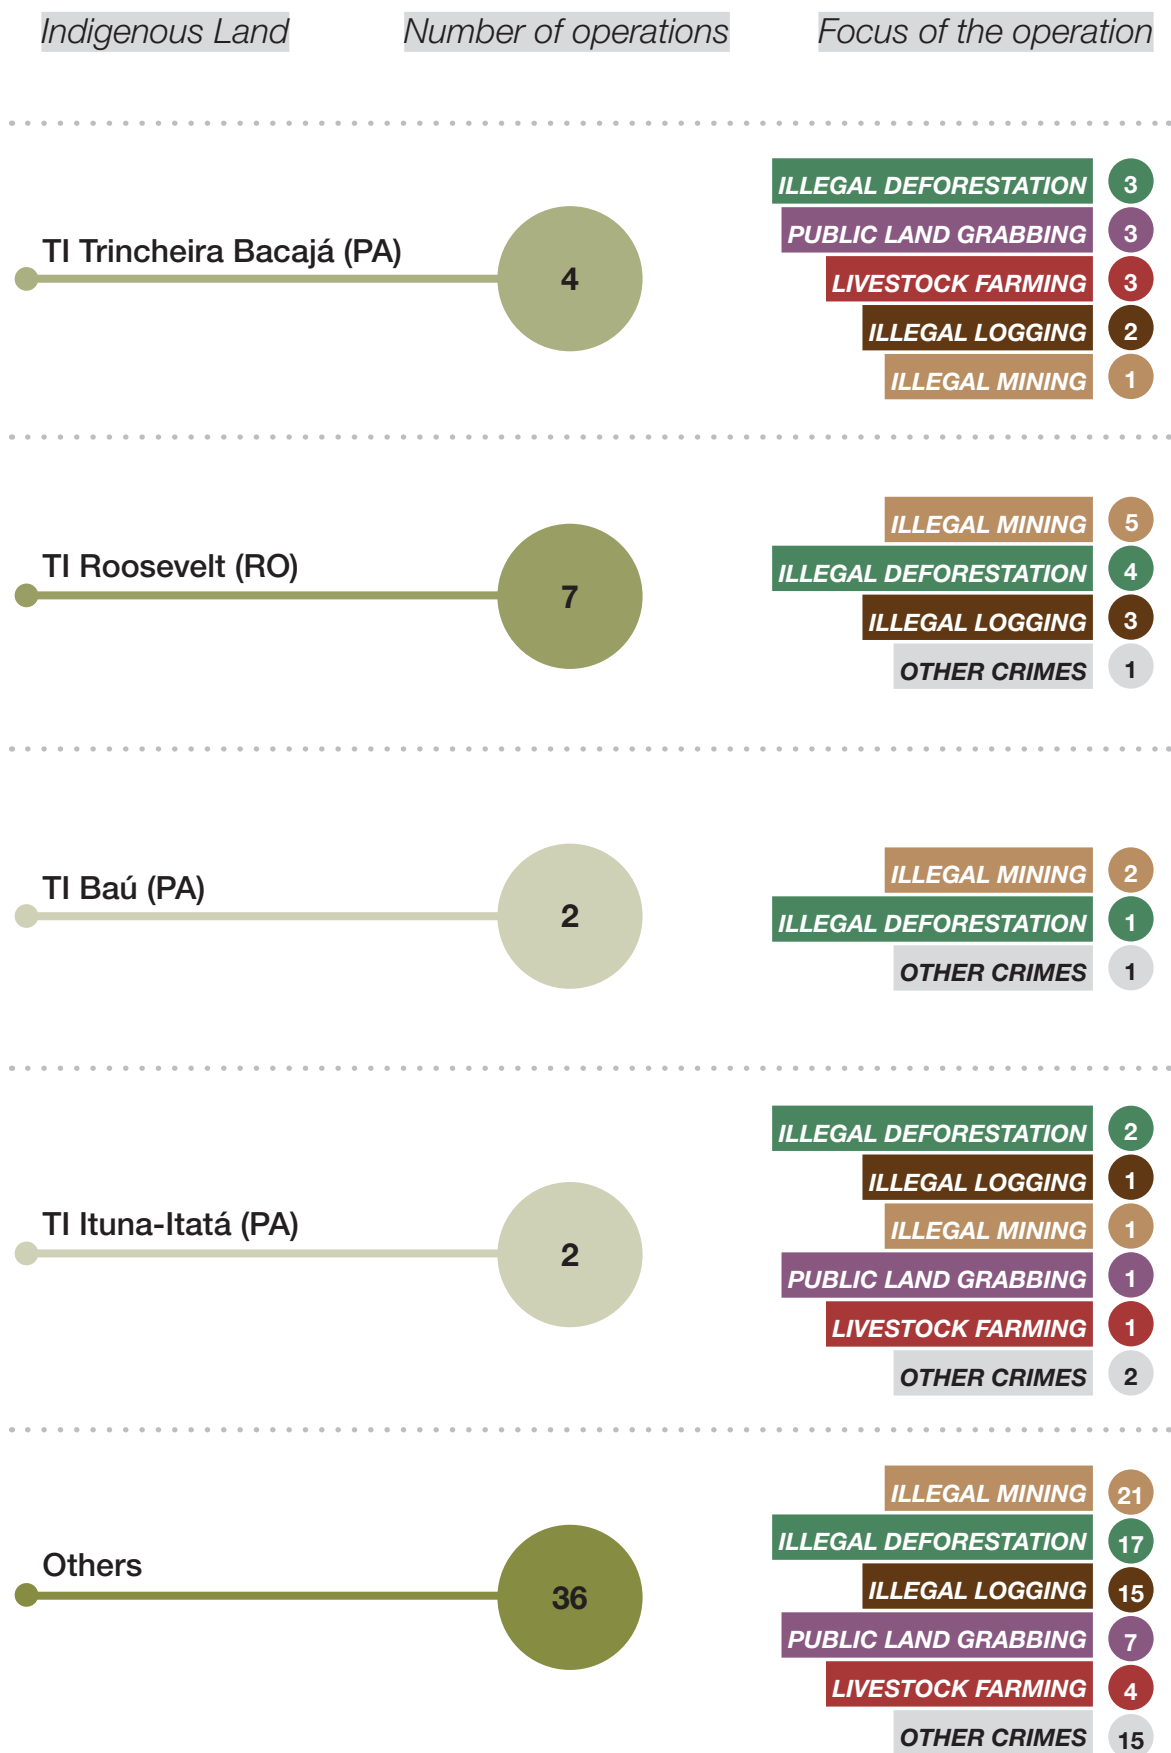 Indigenous Land Number of operations Focus of the operation
TI Trincheira Bacajá (PA)
4
ILLEGAL DEFORESTATION 3
PUBLIC LAND GRABBING 3
LIVESTOCK FARMING 3
ILLEGAL LOGGING 2
ILLEGAL MINING 1
TI Roosevelt (RO)
7
ILLEGAL MINING 5
ILLEGAL DEFORESTATION 4
ILLEGAL LOGGING 3
OTHER CRIMES 1
TI Baú (PA)
2
ILLEGAL MINING 2
ILLEGAL DEFORESTATION 1
OTHER CRIMES 1
TI Ituna-Itatá (PA)
2
ILLEGAL DEFORESTATION 2
ILLEGAL LOGGING 1
ILLEGAL MINING 1
PUBLIC LAND GRABBING 1
LIVESTOCK FARMING 1
OTHER CRIMES 2
Others
36
ILLEGAL MINING 21
ILLEGAL DEFORESTATION 17
ILLEGAL LOGGING 15
PUBLIC LAND GRABBING 7
LIVESTOCK FARMING 4
OTHER CRIMES 15